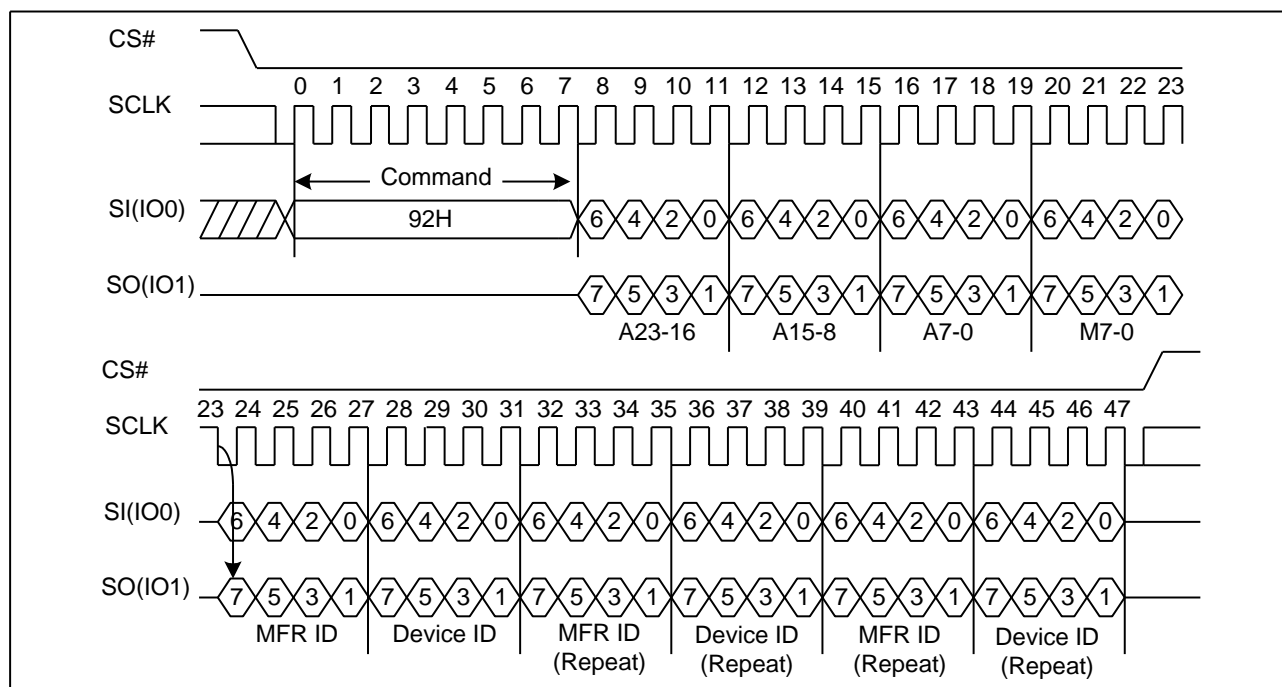 CS#
0 1 2 3 4 5 6 7 8 9 10 11 12 13 14 15 16 17 18 19 20 21 22 23
SCLK
Command
SI(IO0) 92H 6 4 2 0 6 4 2 0 6 4 2 0 6 4 2 0
SO(IO1) 7 5 3 1 7 5 3 1 7 5 3 1 7 5 3 1
A23-16 A15-8 A7-0 M7-0
CS#
23 24 25 26 27 28 29 30 31 32 33 34 35 36 37 38 39 40 41 42 43 44 45 46 47
SCLK
SI(IO0) 6 4 2 0 6 4 2 0 6 4 2 0 6 4 2 0 6 4 2 0 6 4 2 0
SO(IO1) 7 5 3 1 7 5 3 1 7 5 3 1 7 5 3 1 7 5 3 1 7 5 3 1
MFR ID Device ID MFR ID Device ID MFR ID Device ID
(Repeat) (Repeat) (Repeat) (Repeat)